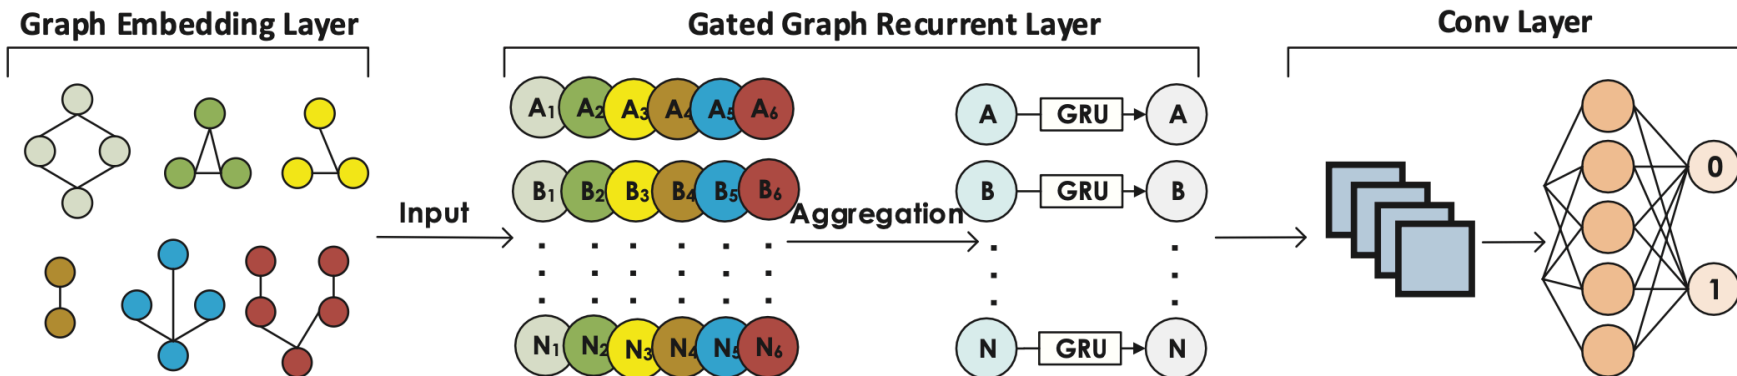 Graph Embedding Layer
Gated Graph Recurrent Layer
Conv Layer
A1 A2 A3 A4 A5 A6
A GRU A
B1 B2 B3 B4 B5 B6
B GRU B
Input
Aggregation
N1 N2 N3 N4 N5 N6
N GRU N
0
1